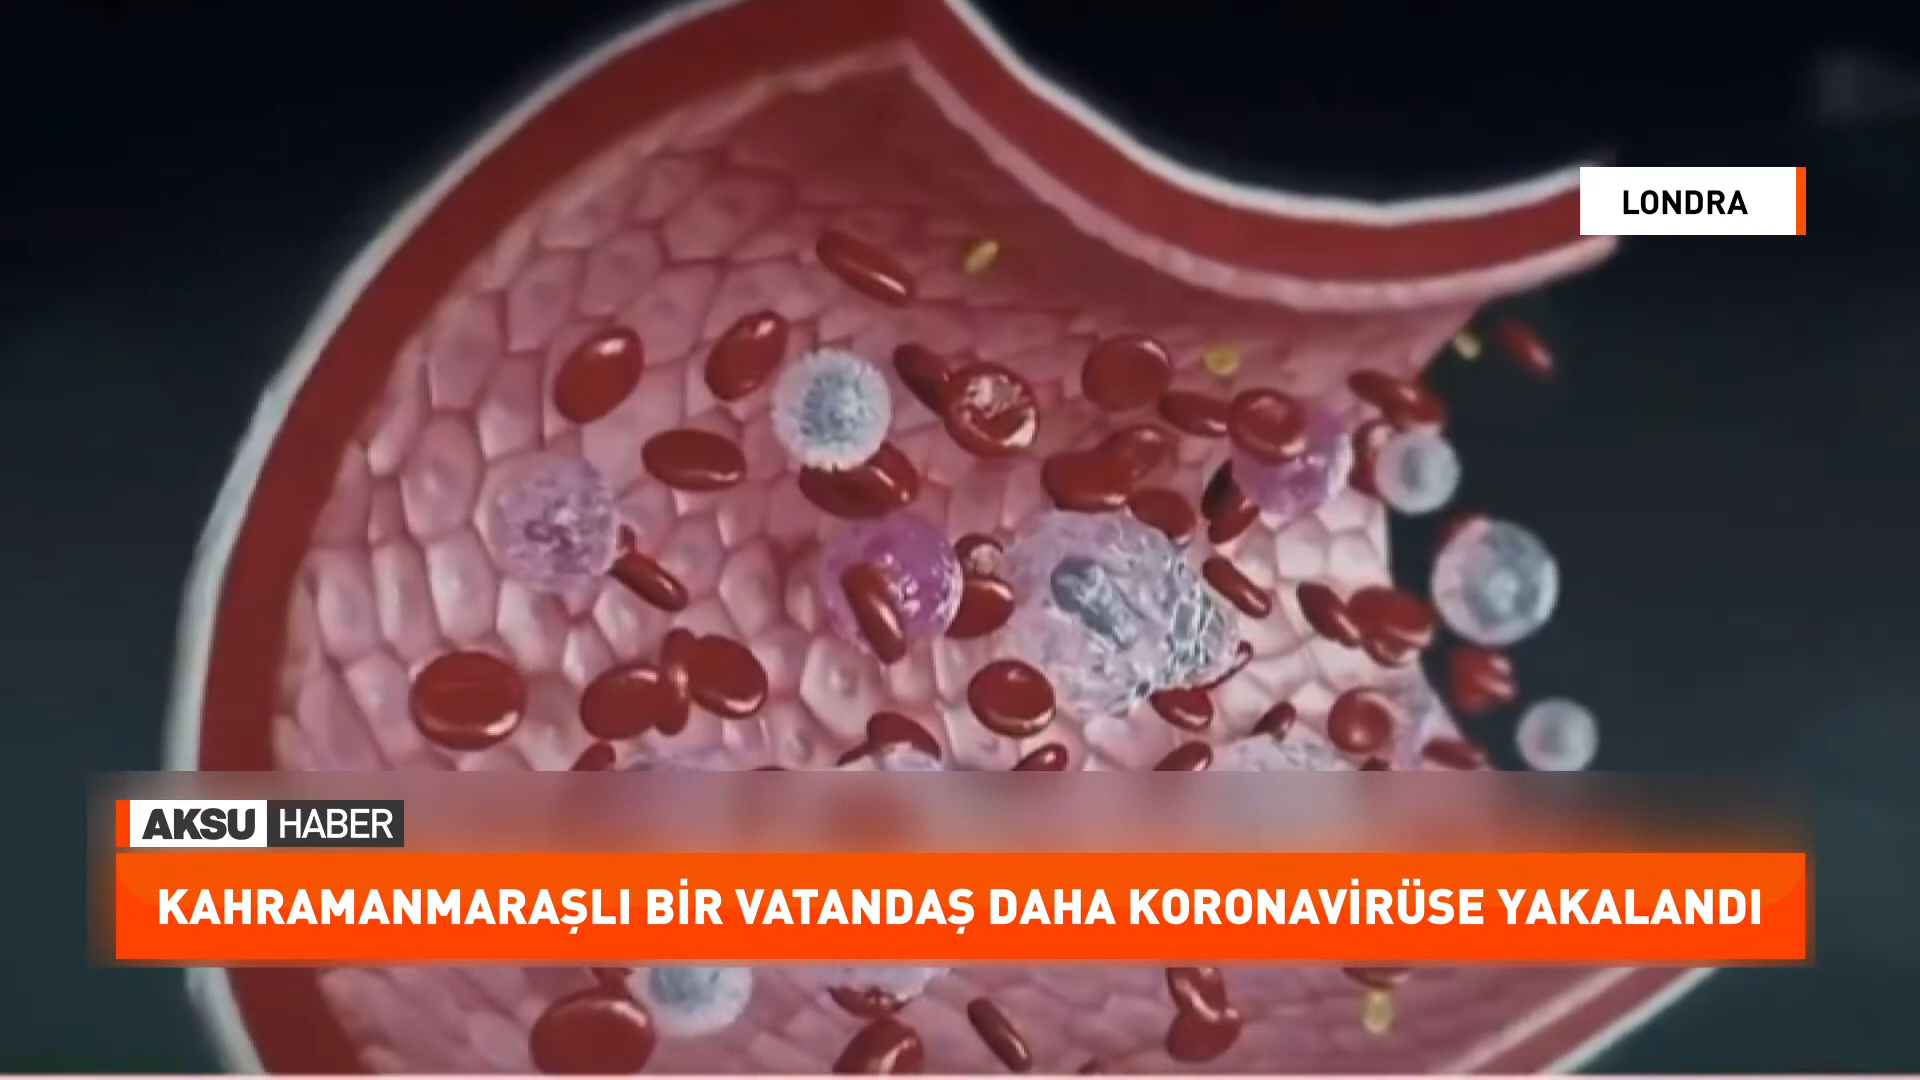 LONDRA
AKSU HABER
KAHRAMANMARAŞLI BİR VATANDAŞ DAHA KORONAVİRÜSE YAKALANDI